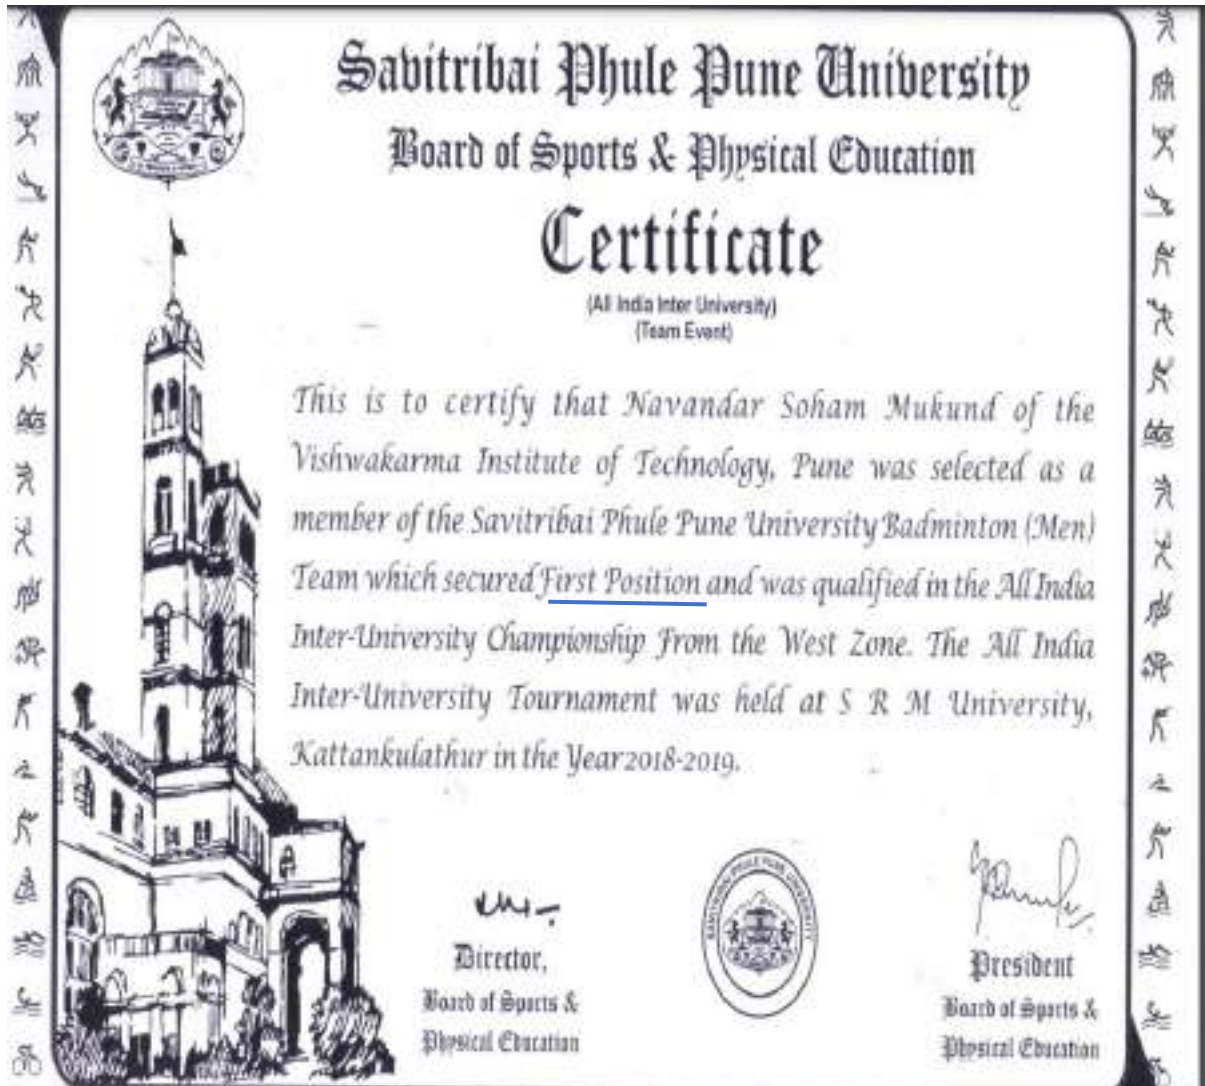 Savitribai Phule Pune University
Board of Sports & Physical Education
Certificate
(All India Inter University)
(Team Event)
This is to certify that Navandar Soham Mukund of the
Vishwakarma Institute of Technology, Pune was selected as a
member of the Savitribai Phule Pune University Badminton (Men)
Team which secured First Position and was qualified in the All India
Inter-University Championship From the West Zone. The All India
Inter-University Tournament was held at S R M University,
Kattankulathur in the Year 2018-2019.
Director,
Board of Sports &
Physical Education
SAVITRIBAI PHULE PUNE UNIVERSITY
President
Board of Sports &
Physical Education